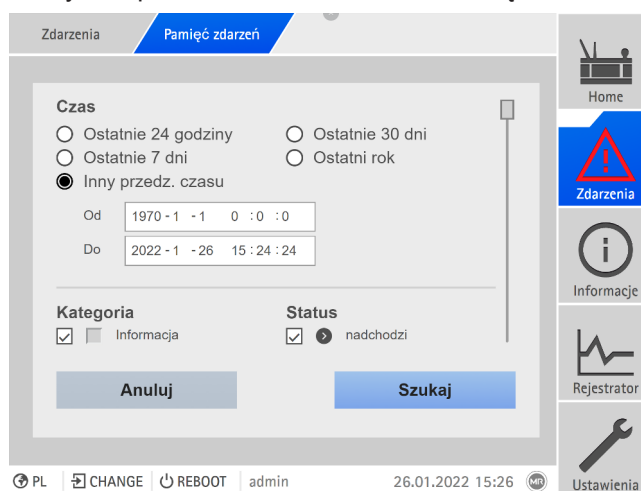 Zdarzenia
Pamięć zdarzeń
Home
Zdarzenia
Informacje
Rejestrator
Ustawienia
Czas
Ostatnie 24 godziny
Ostatnie 30 dni
Ostatnie 7 dni
Ostatni rok
Inny przedz. czasu
Od 1970 - 1 - 1 0 : 0 : 0
Do 2022 - 1 - 26 15 : 24 : 24
Kategoria
Status
Informacja
nadchodzi
Anuluj
Szukaj
PL CHANGE REBOOT admin 26.01.2022 15:26 MR